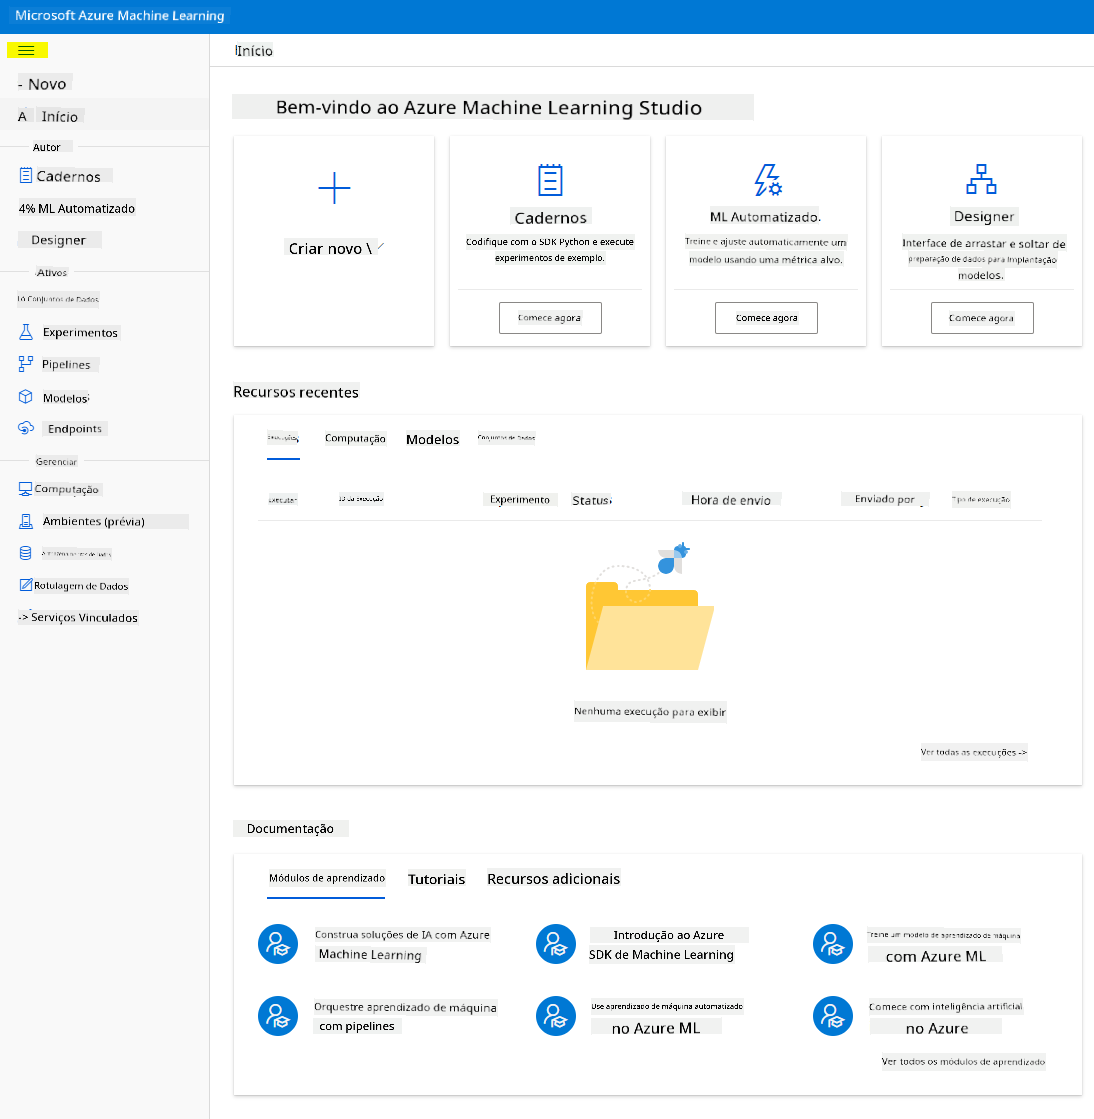 Microsoft Azure Machine Learning
Início
- Novo
A Início
Autor
Cadernos
4% ML Automatizado
Designer
Ativos
Ló Conjuntos de Dados
Experimentos
Pipelines
Modelos
Endpoints
Gerenciar
Computação
Ambientes (prévia)
Rotulagem de Dados
-> Serviços Vinculados
Bem-vindo ao Azure Machine Learning Studio
Criar novo \
Cadernos
Codifique com o SDK Python e execute
experimentos de exemplo.
Comece agora
ML Automatizado.
Treine e ajuste automaticamente um
modelo usando uma métrica alvo.
Comece agora
Designer
Interface de arrastar e soltar de
preparação de dados para implantação
modelos.
Comece agora
Recursos recentes
Execuções Computação Modelos Conjuntos de Dados
Executar ID da execução Experimento Status Hora de envio Enviado por Tipo de execução
Nenhuma execução para exibir
Ver todas as execuções ->
Documentação
Módulos de aprendizado Tutoriais Recursos adicionais
Construa soluções de IA com Azure
Machine Learning
Introdução ao Azure
SDK de Machine Learning
Treine um modelo de aprendizado de máquina
com Azure ML
Orquestre aprendizado de máquina
com pipelines
Use aprendizado de máquina automatizado
no Azure ML
Comece com inteligência artificial
no Azure
Ver todos os módulos de aprendizado